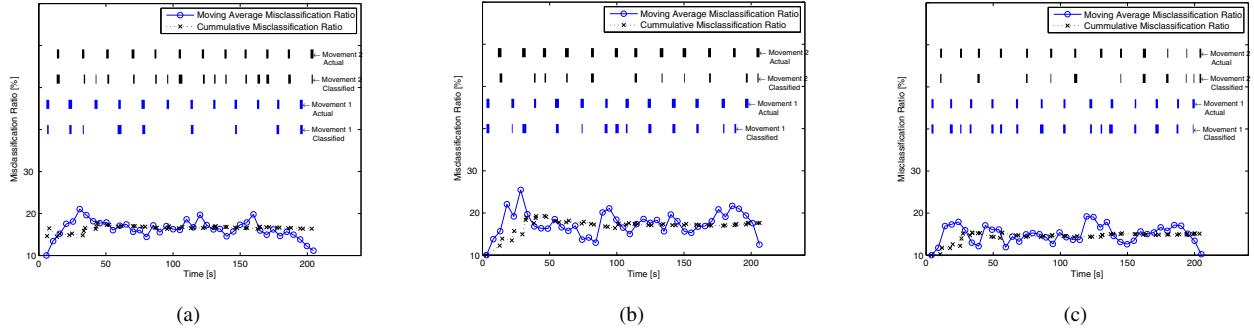 Moving Average Misclassification Ratio
Cummulative Misclassification Ratio
Movement 2
Actual
Movement 2
Classified
Movement 1
Actual
Movement 1
Classified
Misclassification Ratio [%]
30
20
10
0
50
100
150
200
Time [s]
(a)
Moving Average Misclassification Ratio
Cummulative Misclassification Ratio
Movement 2
Actual
Movement 2
Classified
Movement 1
Actual
Movement 1
Classified
Misclassification Ratio [%]
30
20
10
0
50
100
150
200
Time [s]
(b)
Moving Average Misclassification Ratio
Cummulative Misclassification Ratio
Movement 2
Actual
Movement 2
Classified
Movement 1
Actual
Movement 1
Classified
Misclassification Ratio [%]
30
20
10
0
50
100
150
200
Time [s]
(c)